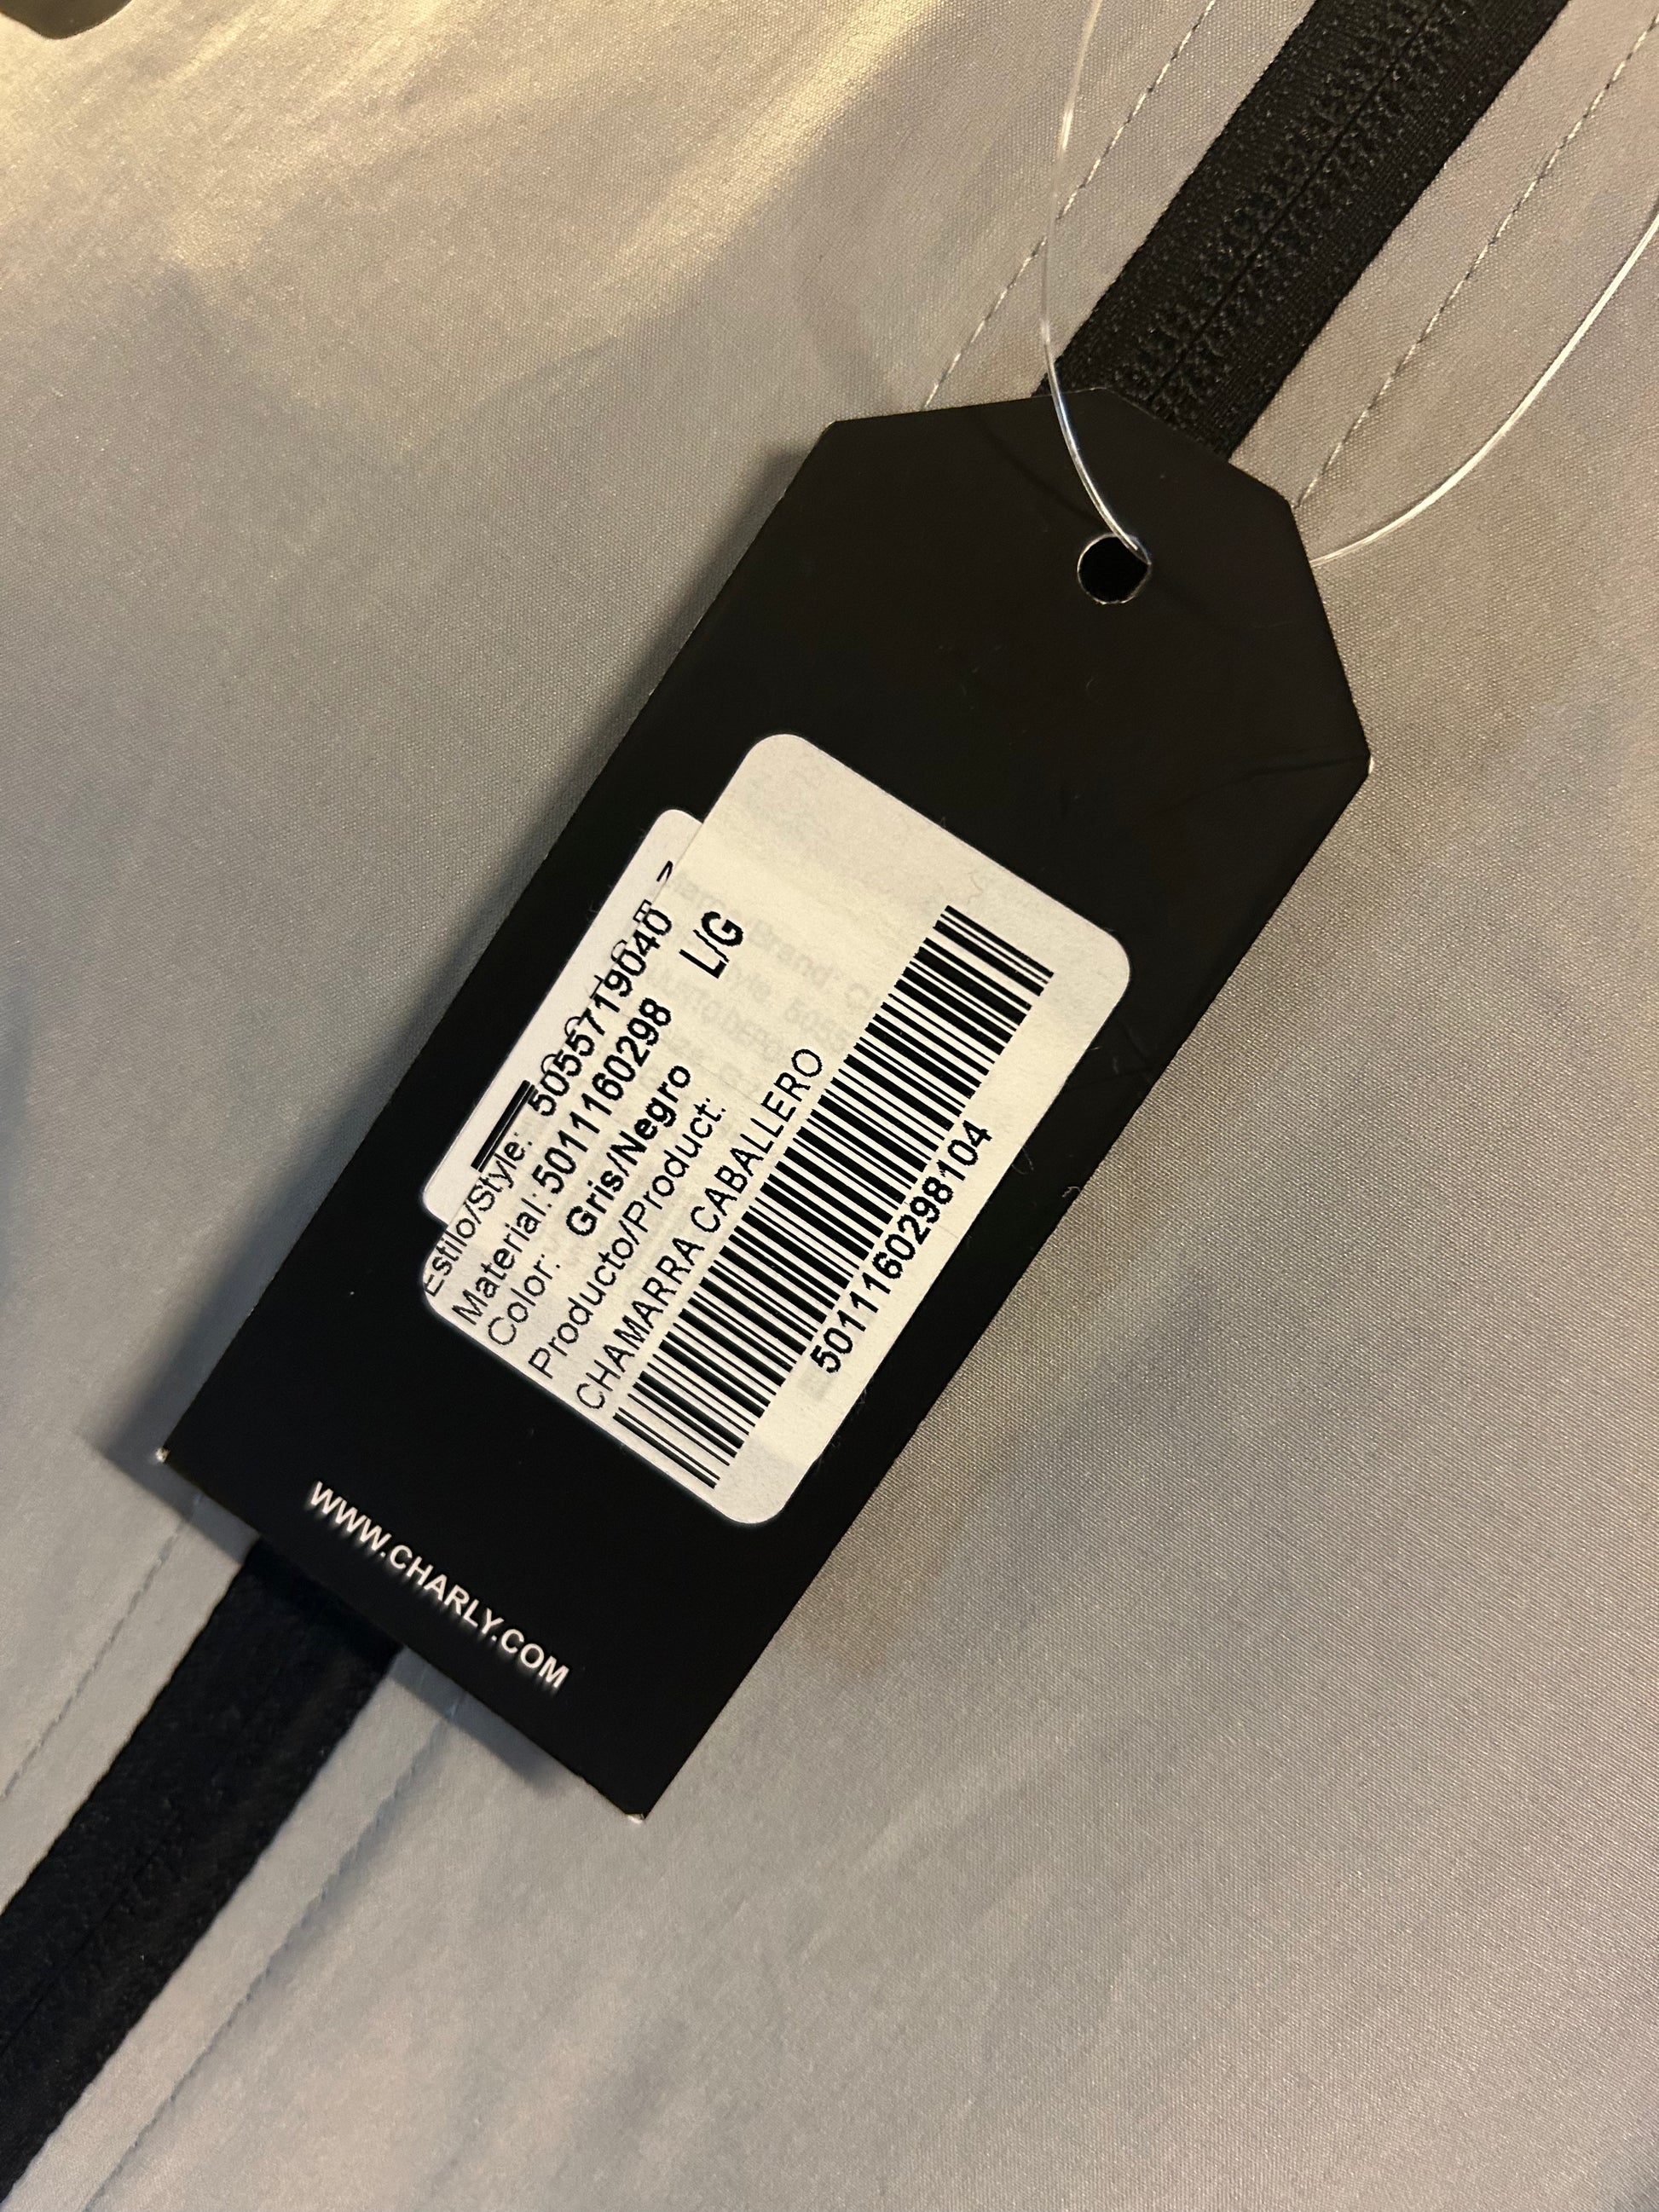 Estilo/Style: 5055719040
Material: 5011160298
Color: Gris/Negro L/G
Producto/Product:
CHAMARRA CABALLERO
5011160298104
WWW.CHARLY.COM